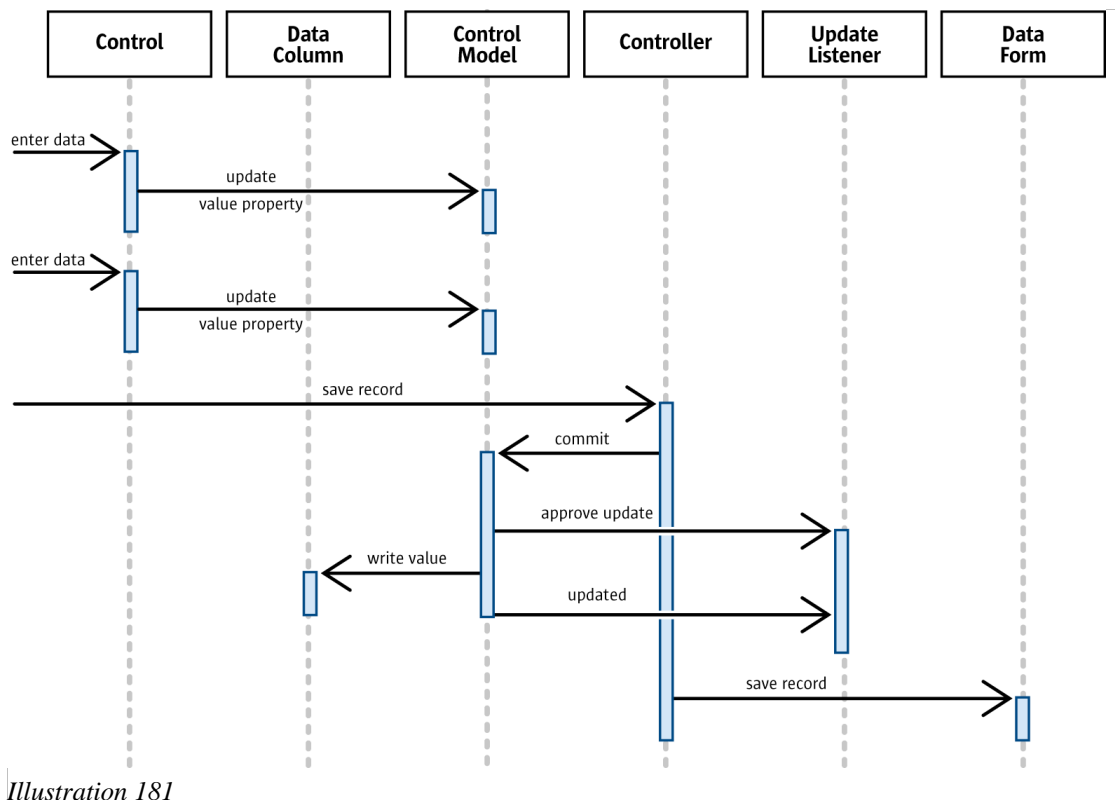 Control
Data
Column
Control
Model
Controller
Update
Listener
Data
Form
enter data
update
value property
enter data
update
value property
save record
commit
approve update
write value
updated
save record
Illustration 181